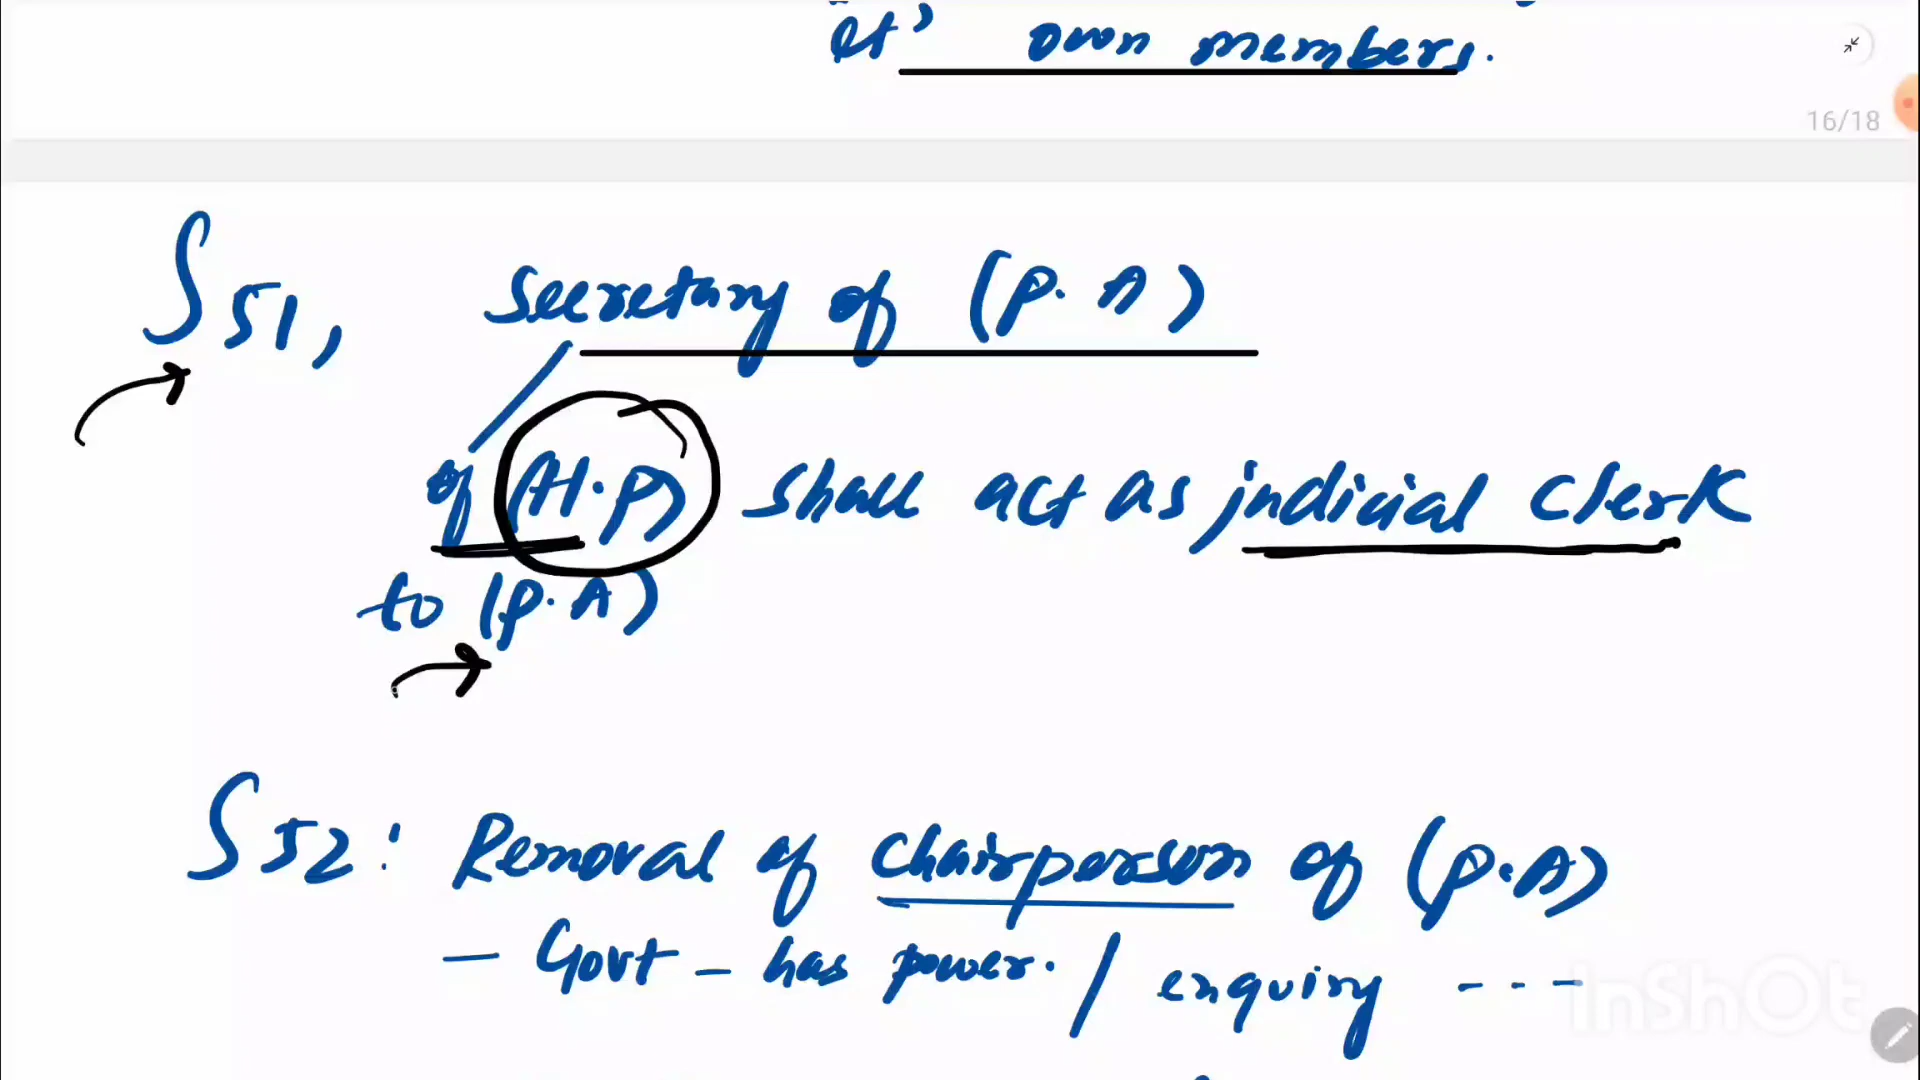 it's own members.
16/18
S 51, Secretary of (P. A)
of (H.P) shall act as judicial Clerk
to (P. A)
S 52: Removal of Chairperson of (P.A)
- Govt - has power. / enquiry ---
InShOt